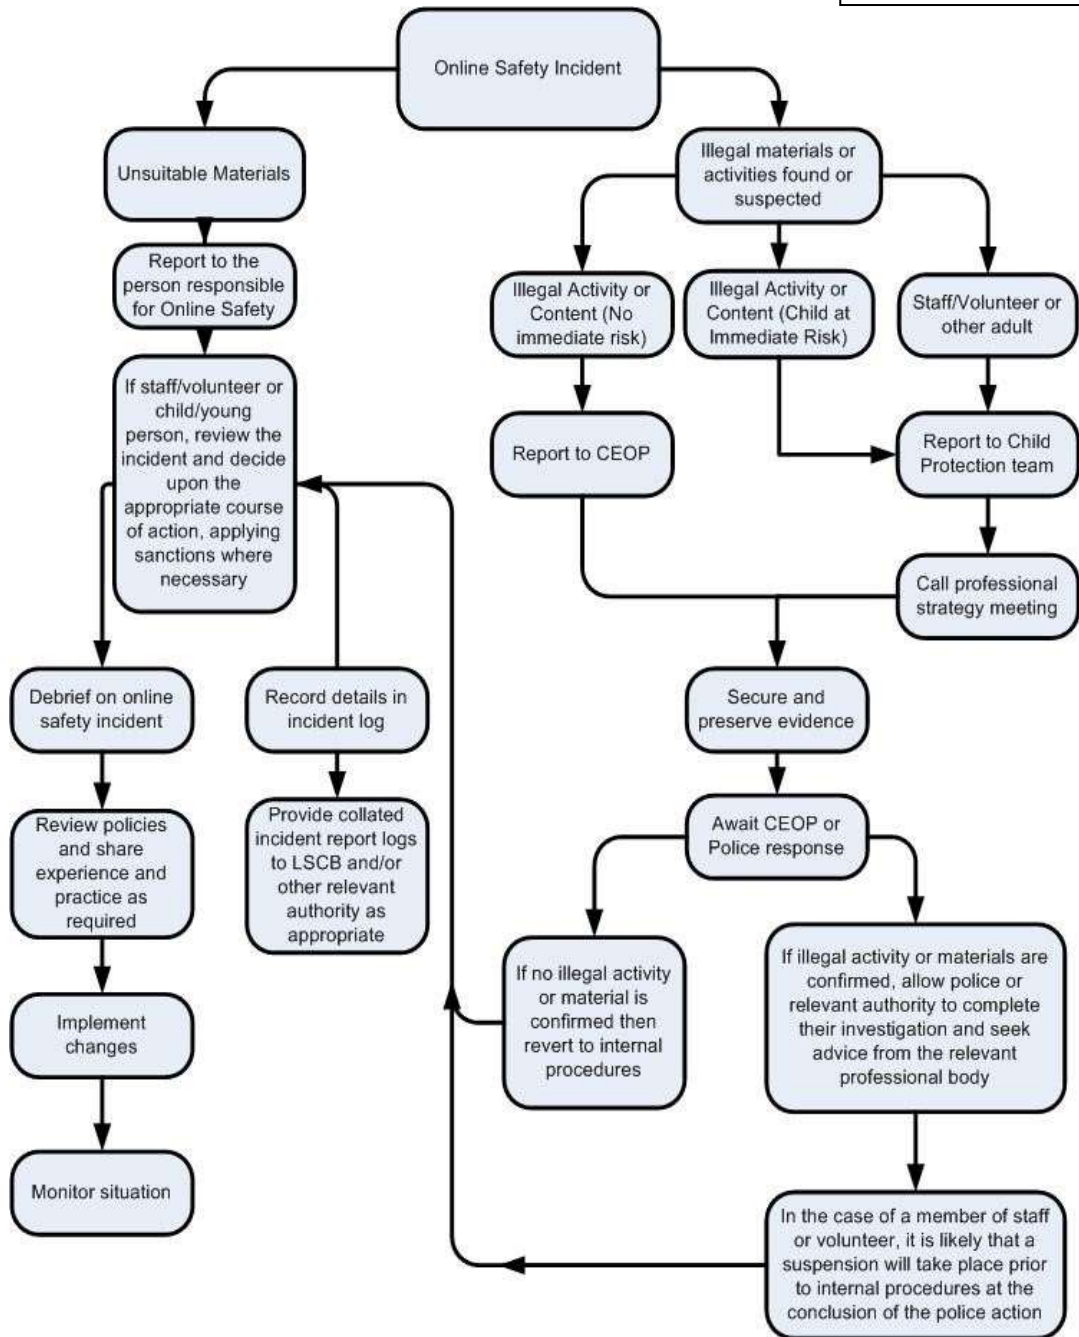 Online Safety Incident
Unsuitable Materials
Report to the
person responsible
for Online Safety
If staff/volunteer or
child/young
person, review the
incident and decide
upon the
appropriate course
of action, applying
sanctions where
necessary
Debrief on online
safety incident
Review policies
and share
experience and
practice as
required
Implement
changes
Monitor situation
Record details in
incident log
Provide collated
incident report logs
to LSCB and/or
other relevant
authority as
appropriate
Illegal materials or
activities found or
suspected
Illegal Activity or
Content (No
immediate risk)
Illegal Activity or
Content (Child at
Immediate Risk)
Staff/Volunteer or
other adult
Report to CEOP
Report to Child
Protection team
Call professional
strategy meeting
Secure and
preserve evidence
Await CEOP or
Police response
If no illegal activity
or material is
confirmed then
revert to internal
procedures
If illegal activity or materials are
confirmed, allow police or
relevant authority to complete
their investigation and seek
advice from the relevant
professional body
In the case of a member of staff
or volunteer, it is likely that a
suspension will take place prior
to internal procedures at the
conclusion of the police action